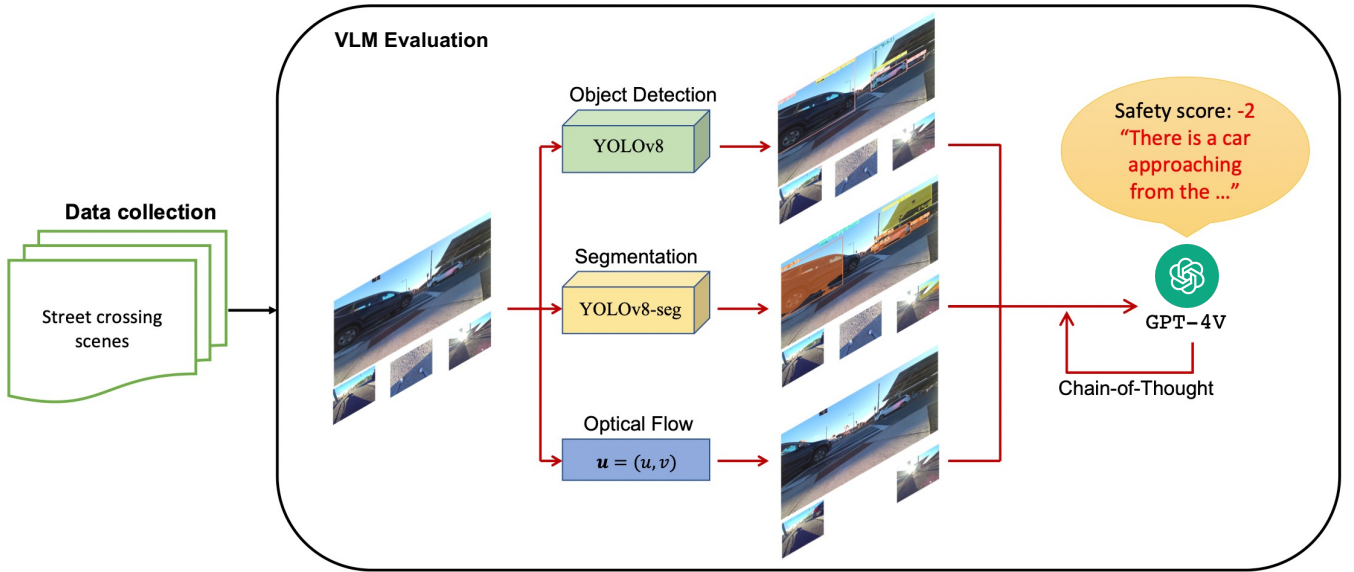 VLM Evaluation
Data collection
Street crossing
scenes
Object Detection
YOLOv8
Segmentation
YOLOv8-seg
Optical Flow
u = (u, v)
Safety score: -2
“There is a car
approaching
from the ...”
GPT-4V
Chain-of-Thought